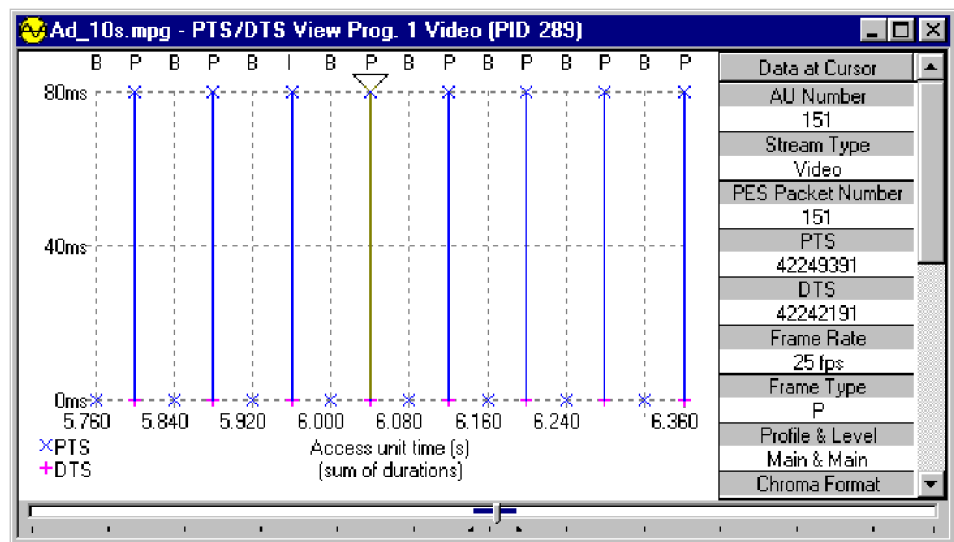 Ad_10s.mpg - PTS/DTS View Prog. 1 Video (PID 289)
B P B P B I B P B P B P B P B P
80ms
40ms
0ms
5.760 5.840 5.920 6.000 6.080 6.160 6.240 6.360
×PTS
+DTS
Access unit time (s)
(sum of durations)
Data at Cursor
AU Number
151
Stream Type
Video
PES Packet Number
151
PTS
42249391
DTS
42242191
Frame Rate
25 fps
Frame Type
P
Profile & Level
Main & Main
Chroma Format